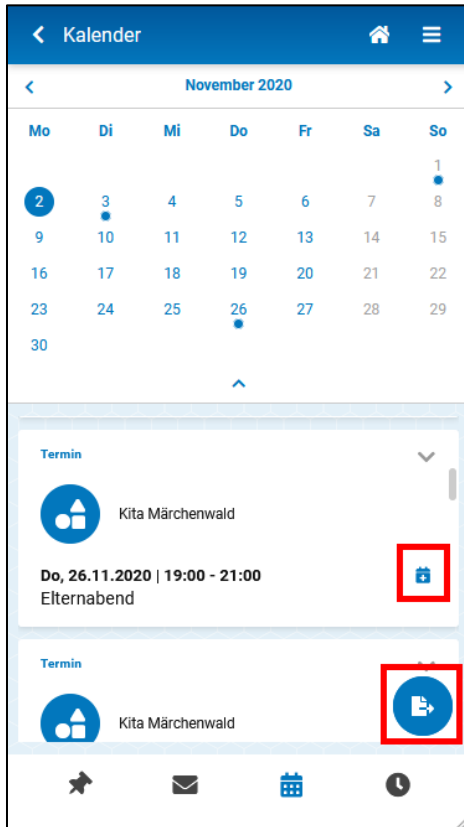 Kalender
November 2020
Mo Di Mi Do Fr Sa So
1
2 3 4 5 6 7 8
9 10 11 12 13 14 15
16 17 18 19 20 21 22
23 24 25 26 27 28 29
30
Termin
Kita Märchenwald
Do, 26.11.2020 | 19:00 - 21:00
Elternabend
Termin
Kita Märchenwald